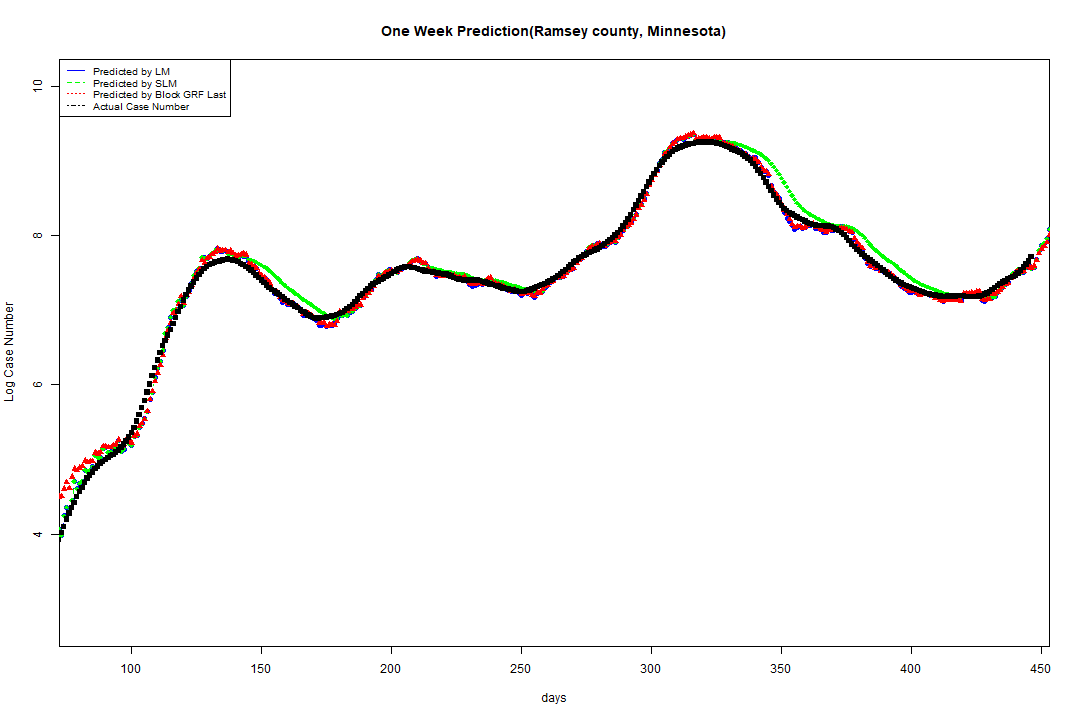 One Week Prediction(Ramsey county, Minnesota)
Predicted by LM
Predicted by SLM
Predicted by Block GRF Last
Actual Case Number
Log Case Number
10
8
6
4
100 150 200 250 300 350 400 450
days